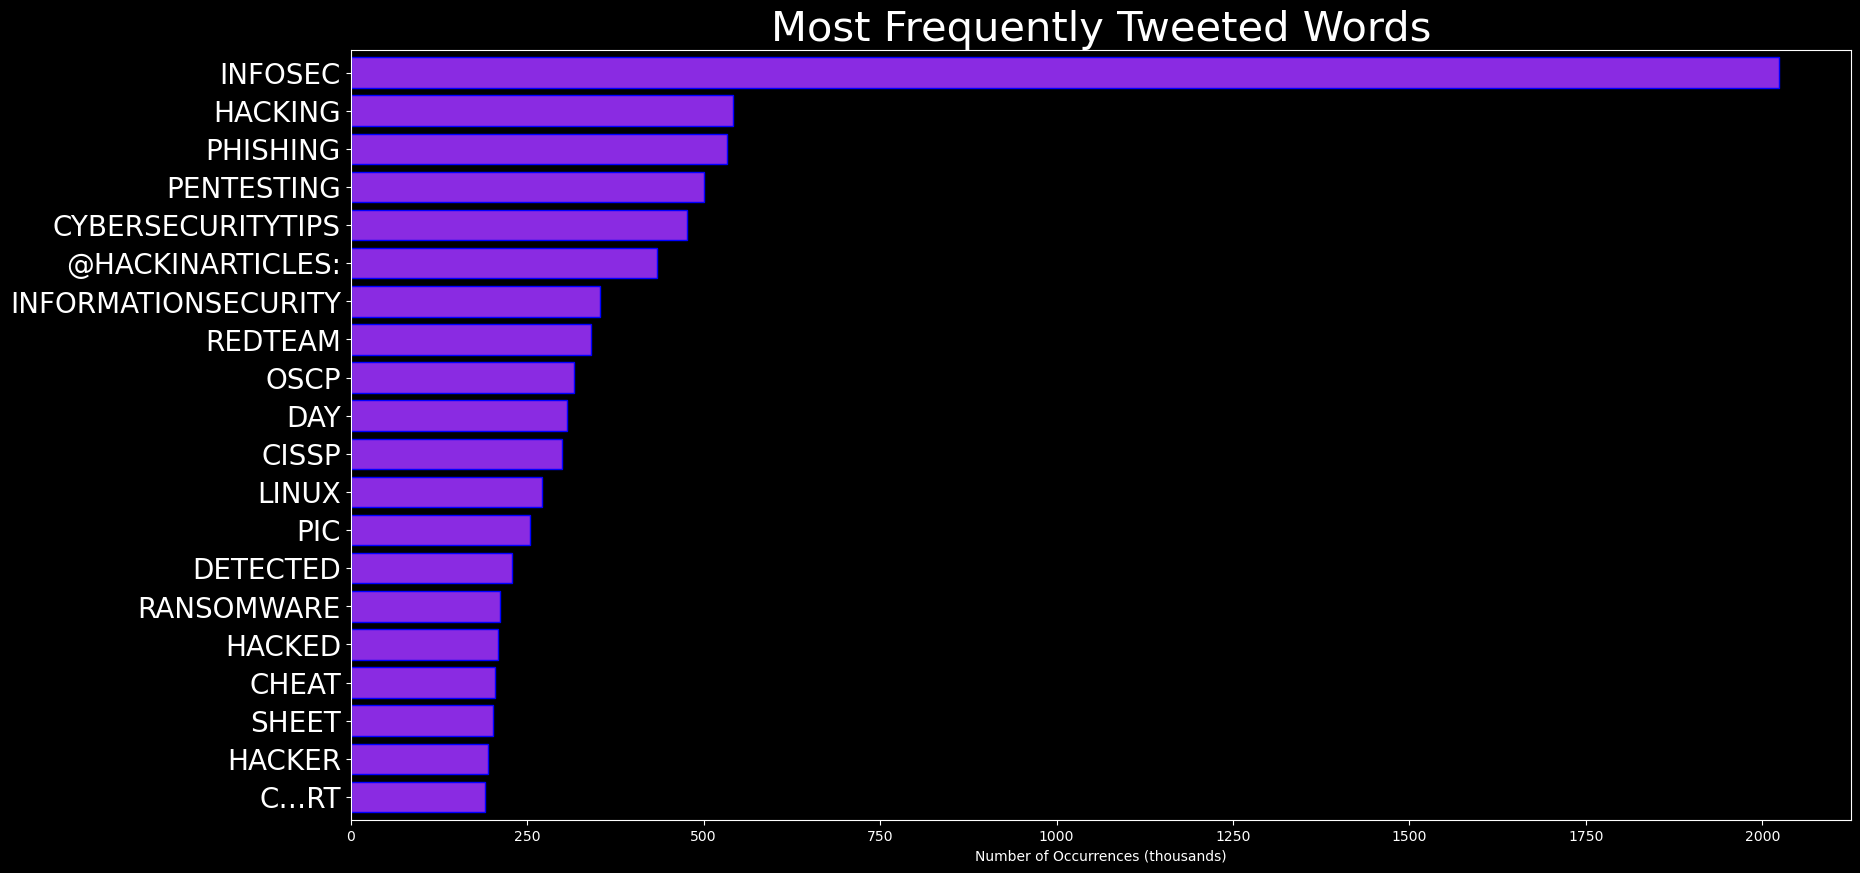 Most Frequently Tweeted Words
INFOSEC
HACKING
PHISHING
PENTESTING
CYBERSECURITYTIPS
@HACKINARTICLES:
INFORMATIONSECURITY
REDTEAM
OSCP
DAY
CISSP
LINUX
PIC
DETECTED
RANSOMWARE
HACKED
CHEAT
SHEET
HACKER
C…RT
0 250 500 750 1000 1250 1500 1750 2000
Number of Occurrences (thousands)